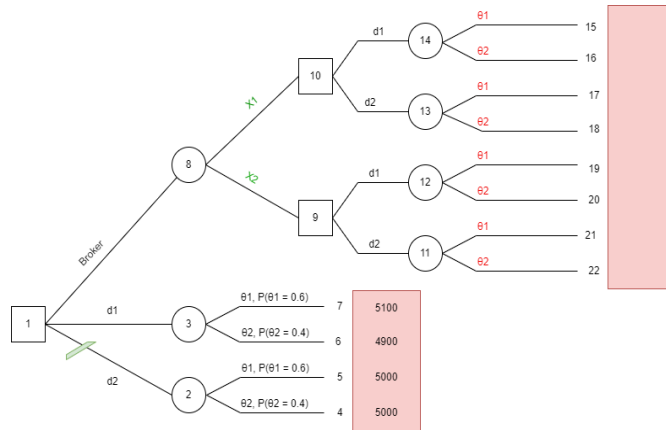 θ1
15
d1
14
θ2
16
10
X1
θ1
17
d2
13
θ2
18
8
θ1
19
X2
d1
12
θ2
20
9
θ1
21
d2
11
Broker
θ2
22
θ1, P(θ1 = 0.6)
7
5100
d1
1
3
θ2, P(θ2 = 0.4)
6
4900
θ1, P(θ1 = 0.6)
5
5000
d2
2
θ2, P(θ2 = 0.4)
4
5000